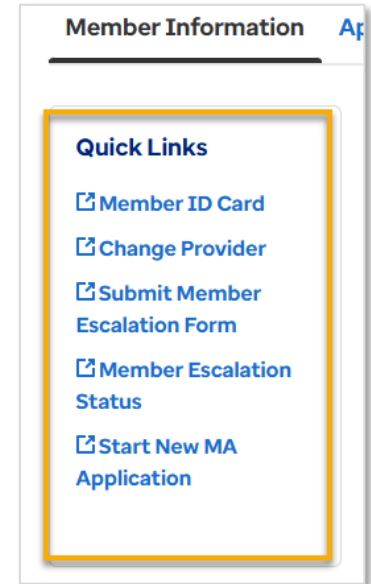 Member Information
Quick Links
Member ID Card
Change Provider
Submit Member
Escalation Form
Member Escalation
Status
Start New MA
Application